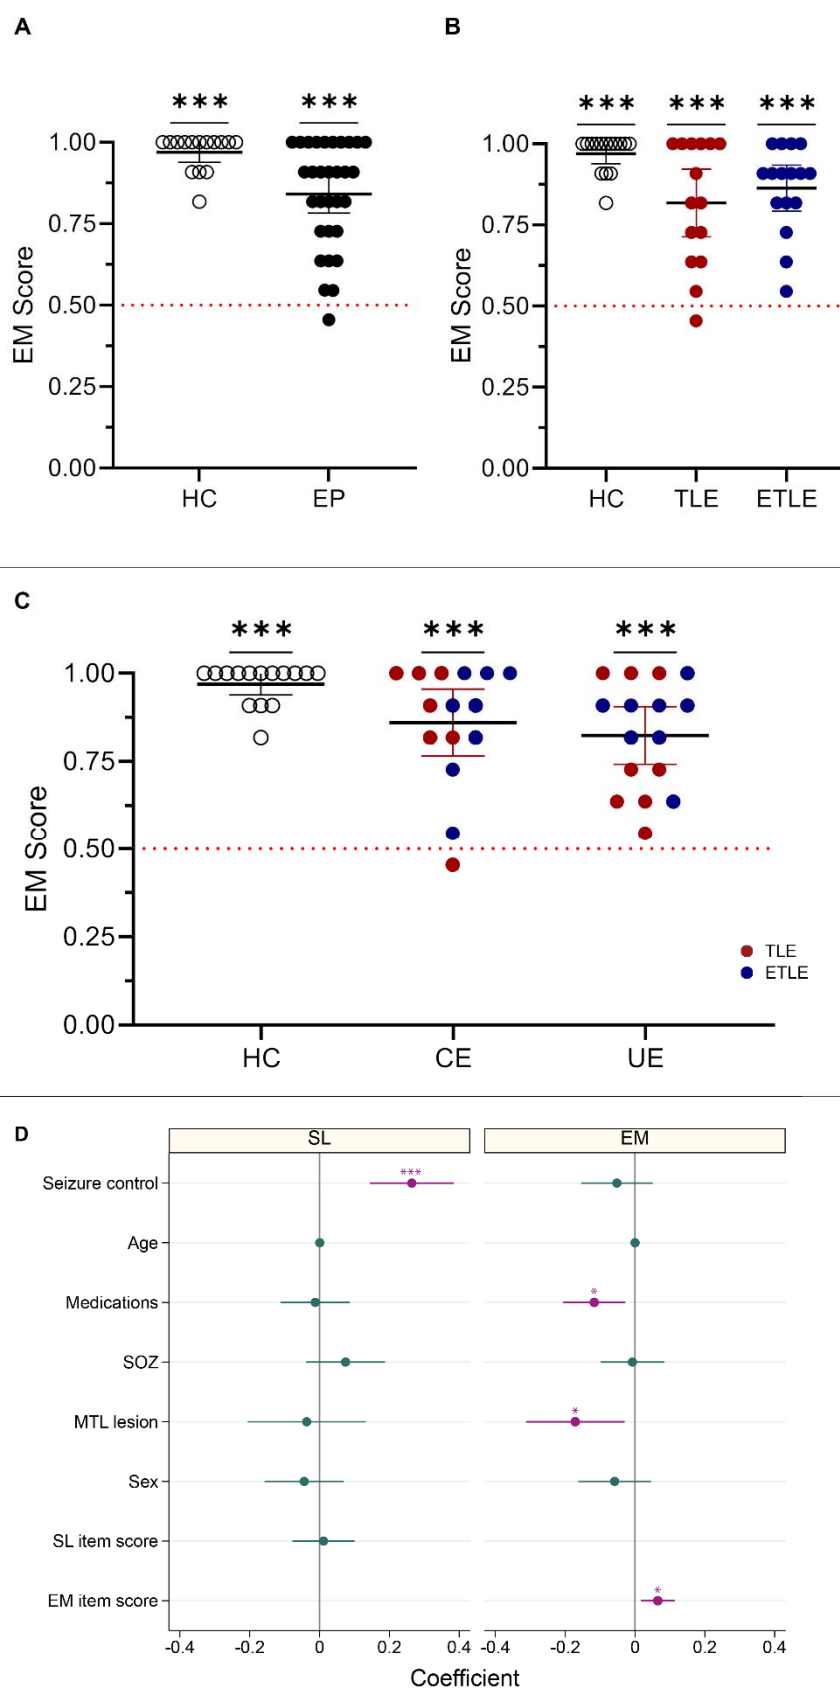 A
B
*** ***
*** *** ***
1.00
0.75
0.50
0.25
0.00
EM Score
HC EP
1.00
0.75
0.50
0.25
0.00
EM Score
HC TLE ETLE
C
*** *** ***
1.00
0.75
0.50
0.25
0.00
EM Score
TLE
ETLE
HC CE UE
D
SL EM
Seizure control
***
Age
Medications
*
SOZ
MTL lesion
*
Sex
SL item score
EM item score
*
-0.4 -0.2 0 0.2 0.4 -0.4 -0.2 0 0.2 0.4
Coefficient